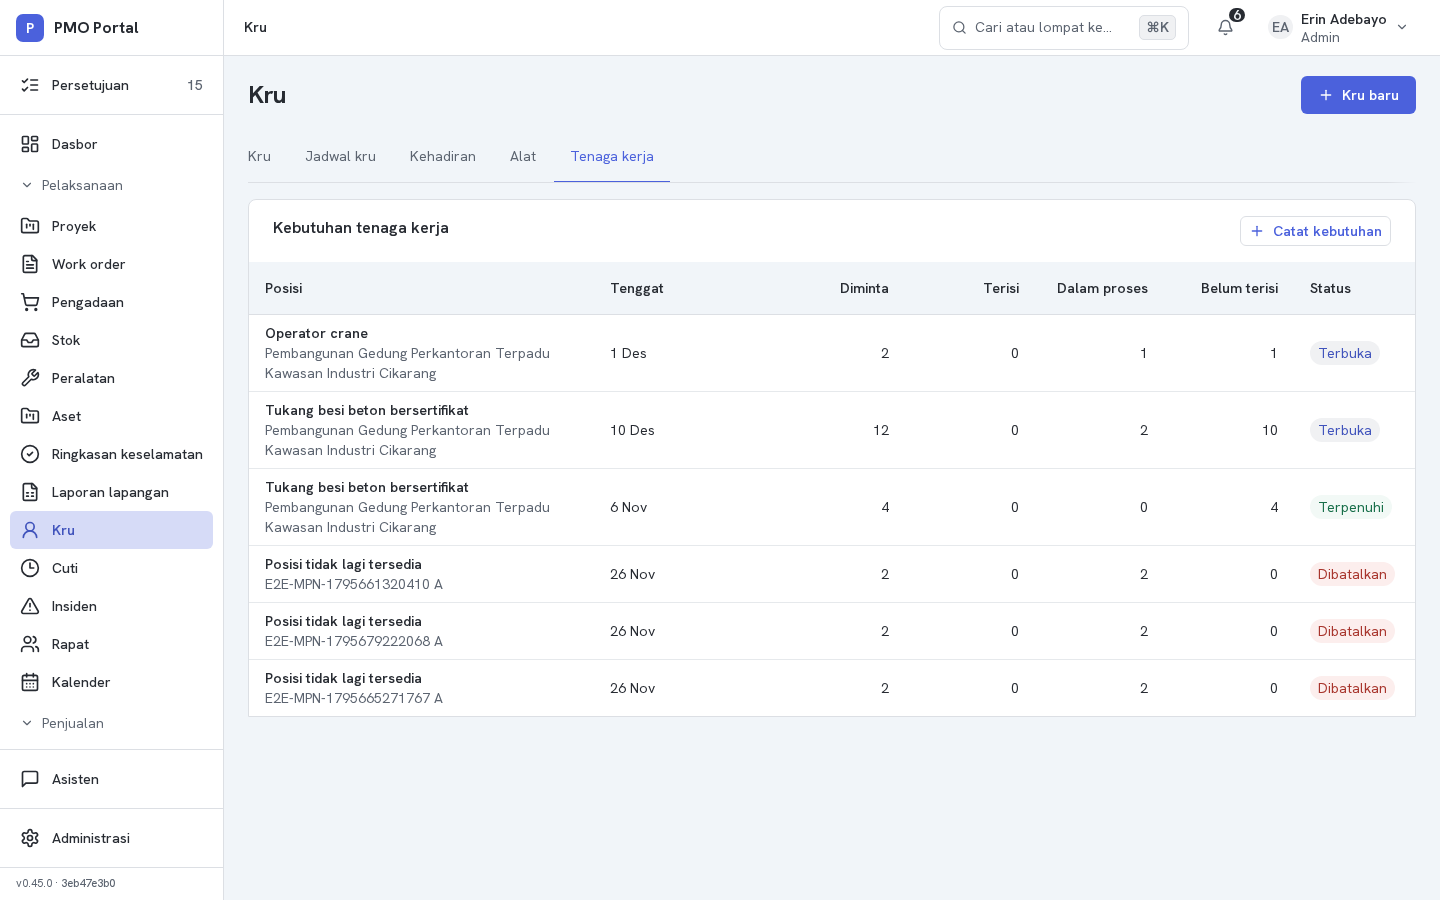 P
PMO Portal
Kru
Cari atau lompat ke...
⌘K
6
EA
Erin Adebayo
Admin
Persetujuan
15
Dasbor
Pelaksanaan
Proyek
Work order
Pengadaan
Stok
Peralatan
Aset
Ringkasan keselamatan
Laporan lapangan
Kru
Cuti
Insiden
Rapat
Kalender
Penjualan
Asisten
Administrasi
v0.45.0 · 3eb47e3b0
Kru
Kru baru
Kru
Jadwal kru
Kehadiran
Alat
Tenaga kerja
Kebutuhan tenaga kerja
Catat kebutuhan
Posisi Tenggat Diminta Terisi Dalam proses Belum terisi Status
Operator crane
Pembangunan Gedung Perkantoran Terpadu
Kawasan Industri Cikarang
1 Des 2 0 1 1 Terbuka
Tukang besi beton bersertifikat
Pembangunan Gedung Perkantoran Terpadu
Kawasan Industri Cikarang
10 Des 12 0 2 10 Terbuka
Tukang besi beton bersertifikat
Pembangunan Gedung Perkantoran Terpadu
Kawasan Industri Cikarang
6 Nov 4 0 0 4 Terpenuhi
Posisi tidak lagi tersedia
E2E-MPN-1795661320410 A
26 Nov 2 0 2 0 Dibatalkan
Posisi tidak lagi tersedia
E2E-MPN-1795679222068 A
26 Nov 2 0 2 0 Dibatalkan
Posisi tidak lagi tersedia
E2E-MPN-1795665271767 A
26 Nov 2 0 2 0 Dibatalkan